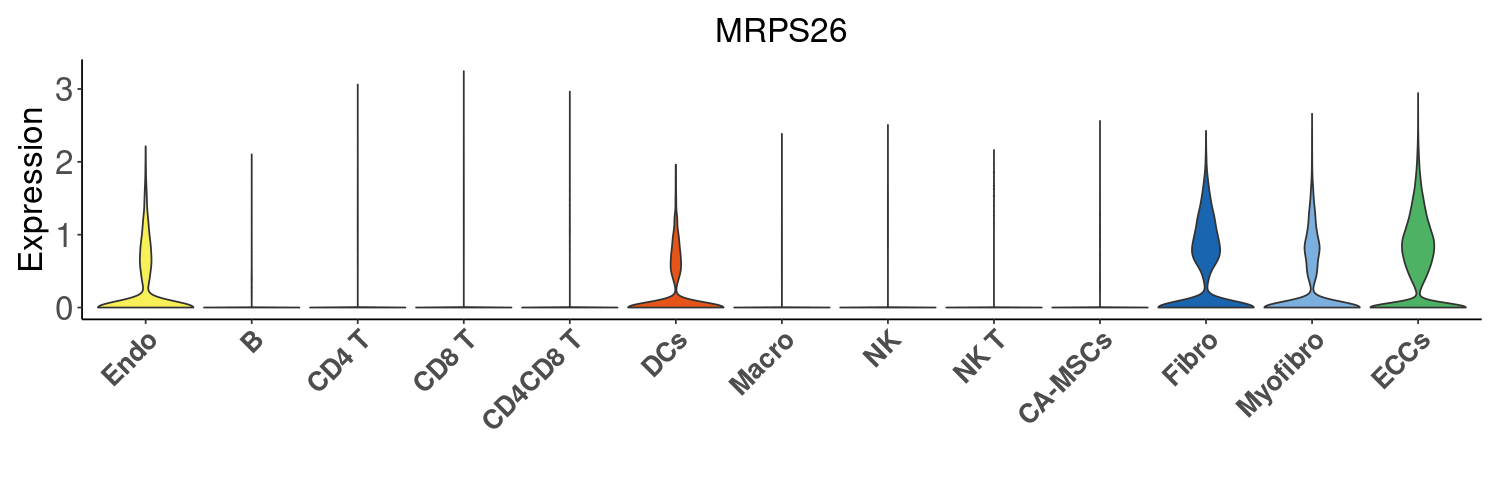 MRPS26
Expression
3
2
1
0
Endo
B
CD4 T
CD8 T
CD4CD8 T
DCs
Macro
NK
NK T
CA-MSCs
Fibro
Myofibro
ECCs